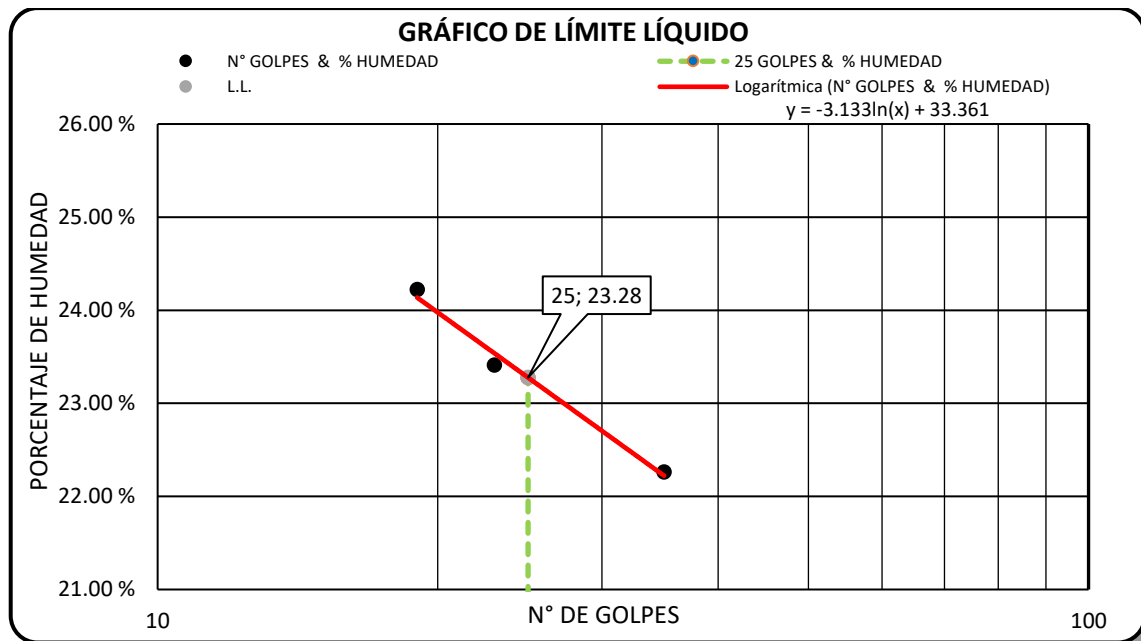 GRÁFICO DE LÍMITE LÍQUIDO
N° GOLPES & % HUMEDAD
25 GOLPES & % HUMEDAD
L.L.
Logarítmica (N° GOLPES & % HUMEDAD)
y = -3.133ln(x) + 33.361
26.00 %
25.00 %
24.00 %
23.00 %
22.00 %
21.00 %
PORCENTAJE DE HUMEDAD
25; 23.28
10
N° DE GOLPES
100